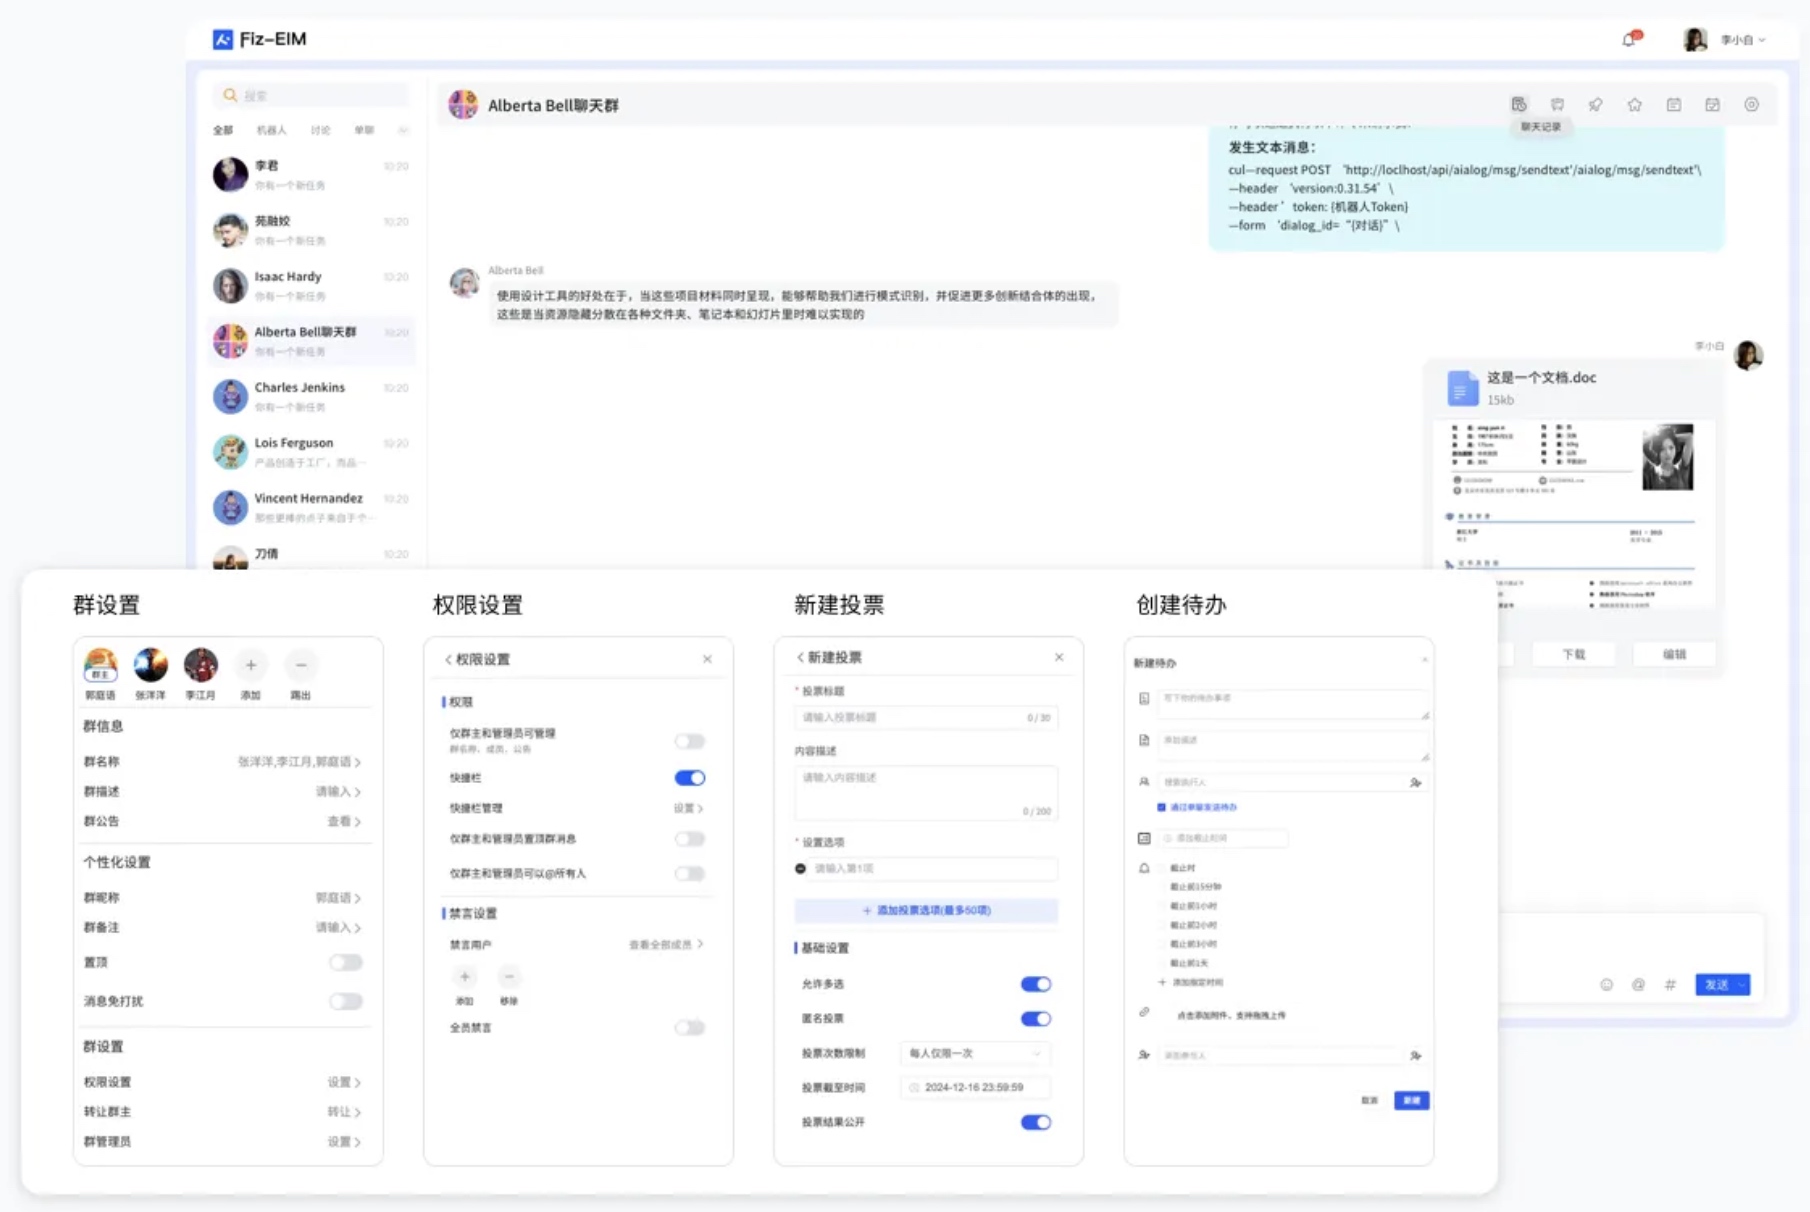 Fiz-EIM
李小白
搜索
全部 机器人 讨论 单聊
李君 10:20
你有一个新任务
苑融姣 10:20
你有一个新任务
Isaac Hardy 10:20
你有一个新任务
Alberta Bell聊天群 10:20
你有一个新任务
Charles Jenkins 10:20
你有一个新任务
Lois Ferguson 10:20
产品创造于工厂，而品…
Vincent Hernandez 10:20
那些更棒的点子来自于个…
刀倩 10:20
Alberta Bell聊天群
聊天记录
发生文本消息：
cul—request POST ‘http://loclhost/api/aialog/msg/sendtext'/aialog/msg/sendtext'\
—header ‘version:0.31.54’ \
—header ’ token: {机器人Token}
—form ‘dialog_id= “{对话}” \
Alberta Bell
使用设计工具的好处在于，当这些项目材料同时呈现，能够帮助我们进行模式识别，并促进更多创新结合体的出现，
这些是当资源隐藏分散在各种文件夹、笔记本和幻灯片里时难以实现的
李小白
这是一个文档.doc
15kb
下载 编辑
发送
群设置
群主
郭庭语 张洋洋 李江月 添加 踢出
群信息
群名称 张洋洋,李江月,郭庭语
群描述 请输入
群公告 查看
个性化设置
群昵称 郭庭语
群备注 请输入
置顶
消息免打扰
群设置
权限设置 设置
转让群主 转让
群管理员 设置
权限设置
权限设置
权限
仅群主和管理员可管理
群名称、成员、公告
快捷栏
快捷栏管理 设置
仅群主和管理员置顶群消息
仅群主和管理员可以@所有人
禁言设置
禁言用户 查看全部成员
添加 移除
全员禁言
新建投票
新建投票
* 投票标题
请输入投票标题 0 / 30
内容描述
请输入内容描述
0 / 200
* 设置选项
请输入第1项
+ 添加投票选项(最多50项)
基础设置
允许多选
匿名投票
投票次数限制 每人仅限一次
投票截至时间 2024-12-16 23:59:59
投票结果公开
创建待办
新建待办
写下你的待办事项
添加描述
搜索执行人
通过单聊发送待办
添加截止时间
截止时
截止前15分钟
截止前1小时
截止前2小时
截止前3小时
截止前1天
+ 添加指定时间
点击添加附件，支持拖拽上传
添加参与人
取消 新建